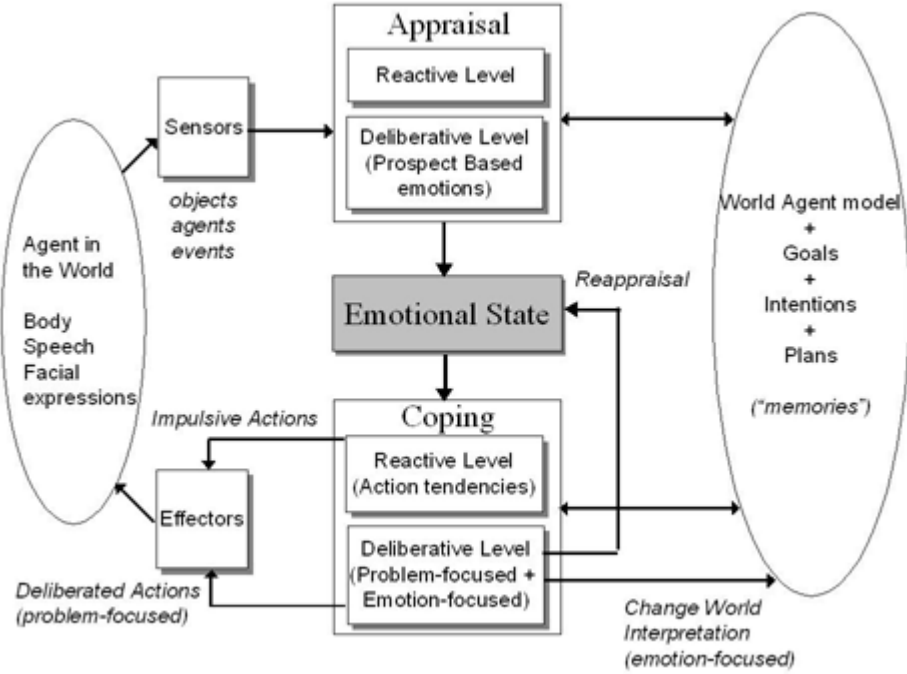 Appraisal
Reactive Level
Deliberative Level
(Prospect Based
emotions)
Sensors
objects
agents
events
Agent in
the World
Body
Speech
Facial
expressions
World Agent model
+
Goals
+
Intentions
+
Plans
("memories")
Reappraisal
Emotional State
Coping
Impulsive Actions
Reactive Level
(Action tendencies)
Effectors
Deliberative Level
(Problem-focused +
Emotion-focused)
Deliberated Actions
(problem-focused)
Change World
Interpretation
(emotion-focused)